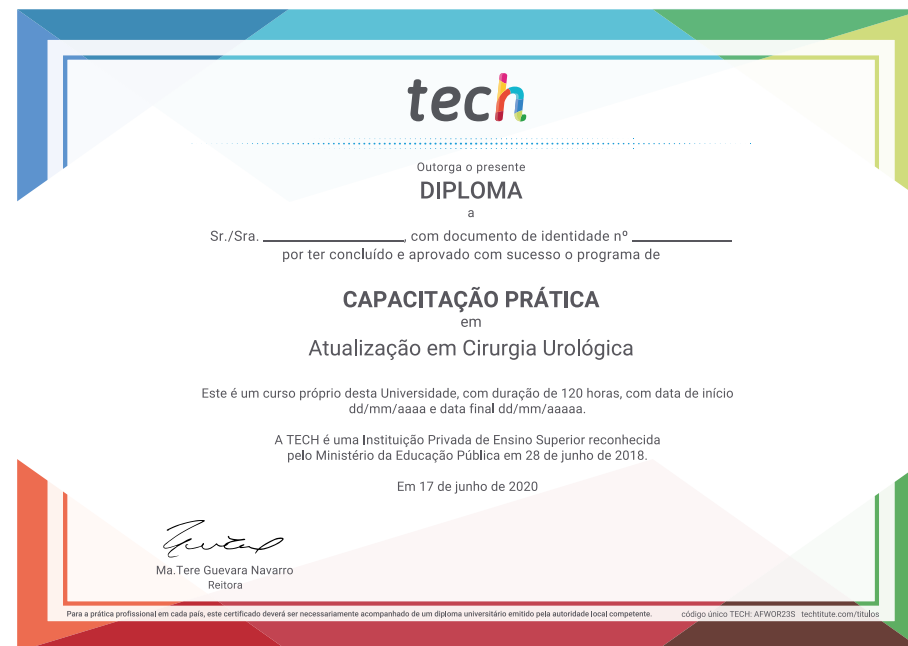 tech
Outorga o presente
DIPLOMA
a
Sr./Sra. ____________________, com documento de identidade nº ______________
por ter concluído e aprovado com sucesso o programa de
CAPACITAÇÃO PRÁTICA
em
Atualização em Cirurgia Urológica
Este é um curso próprio desta Universidade, com duração de 120 horas, com data de início
dd/mm/aaaa e data final dd/mm/aaaaa.
A TECH é uma Instituição Privada de Ensino Superior reconhecida
pelo Ministério da Educação Pública em 28 de junho de 2018.
Em 17 de junho de 2020
Ma.Tere Guevara Navarro
Reitora
Para a prática profissional em cada país, este certificado deverá ser necessariamente acompanhado de um diploma universitário emitido pela autoridade local competente. código único TECH: AFWOR23S techtitute.com/titulos